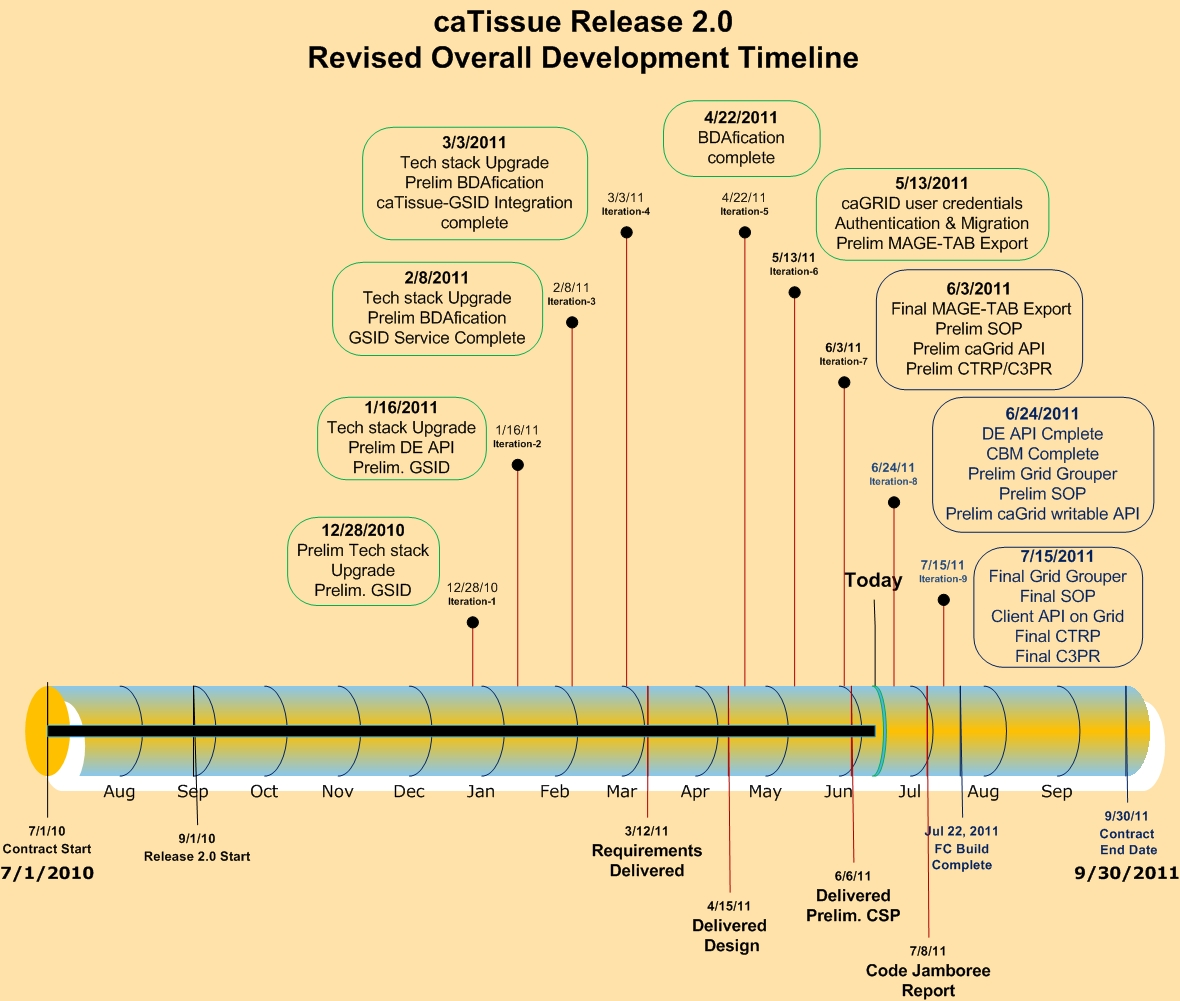 caTissue Release 2.0
Revised Overall Development Timeline
4/22/2011
BDAfication
complete
3/3/2011
Tech stack Upgrade
Prelim BDAfication
caTissue-GSID Integration
complete
3/3/11
Iteration-4
4/22/11
Iteration-5
5/13/2011
caGRID user credentials
Authentication & Migration
Prelim MAGE-TAB Export
5/13/11
Iteration-6
2/8/2011
Tech stack Upgrade
Prelim BDAfication
GSID Service Complete
2/8/11
Iteration-3
6/3/2011
Final MAGE-TAB Export
Prelim SOP
Prelim caGrid API
Prelim CTRP/C3PR
6/3/11
Iteration-7
1/16/2011
Tech stack Upgrade
Prelim DE API
Prelim. GSID
1/16/11
Iteration-2
6/24/2011
DE API Cmplete
CBM Complete
Prelim Grid Grouper
Prelim SOP
Prelim caGrid writable API
6/24/11
Iteration-8
12/28/2010
Prelim Tech stack
Upgrade
Prelim. GSID
12/28/10
Iteration-1
Today
7/15/11
Iteration-9
7/15/2011
Final Grid Grouper
Final SOP
Client API on Grid
Final CTRP
Final C3PR
Aug Sep Oct Nov Dec Jan Feb Mar Apr May Jun Jul Aug Sep
7/1/10
Contract Start
7/1/2010
9/1/10
Release 2.0 Start
3/12/11
Requirements
Delivered
4/15/11
Delivered
Design
6/6/11
Delivered
Prelim. CSP
7/8/11
Code Jamboree
Report
Jul 22, 2011
FC Build
Complete
9/30/11
Contract
End Date
9/30/2011